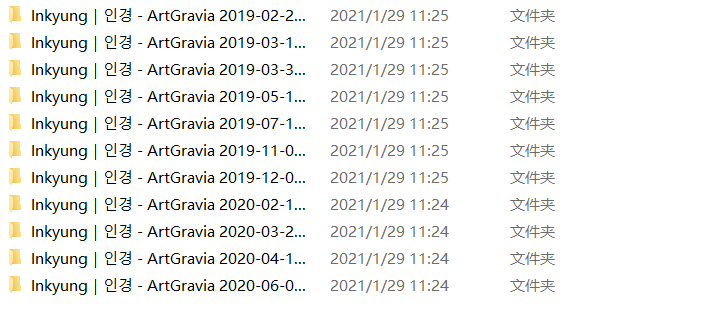 Inkyung | 인경 - ArtGravia 2019-02-2... 2021/1/29 11:25 文件夹
Inkyung | 인경 - ArtGravia 2019-03-1... 2021/1/29 11:25 文件夹
Inkyung | 인경 - ArtGravia 2019-03-3... 2021/1/29 11:25 文件夹
Inkyung | 인경 - ArtGravia 2019-05-1... 2021/1/29 11:25 文件夹
Inkyung | 인경 - ArtGravia 2019-07-1... 2021/1/29 11:25 文件夹
Inkyung | 인경 - ArtGravia 2019-11-0... 2021/1/29 11:25 文件夹
Inkyung | 인경 - ArtGravia 2019-12-0... 2021/1/29 11:25 文件夹
Inkyung | 인경 - ArtGravia 2020-02-1... 2021/1/29 11:24 文件夹
Inkyung | 인경 - ArtGravia 2020-03-2... 2021/1/29 11:24 文件夹
Inkyung | 인경 - ArtGravia 2020-04-1... 2021/1/29 11:24 文件夹
Inkyung | 인경 - ArtGravia 2020-06-0... 2021/1/29 11:24 文件夹